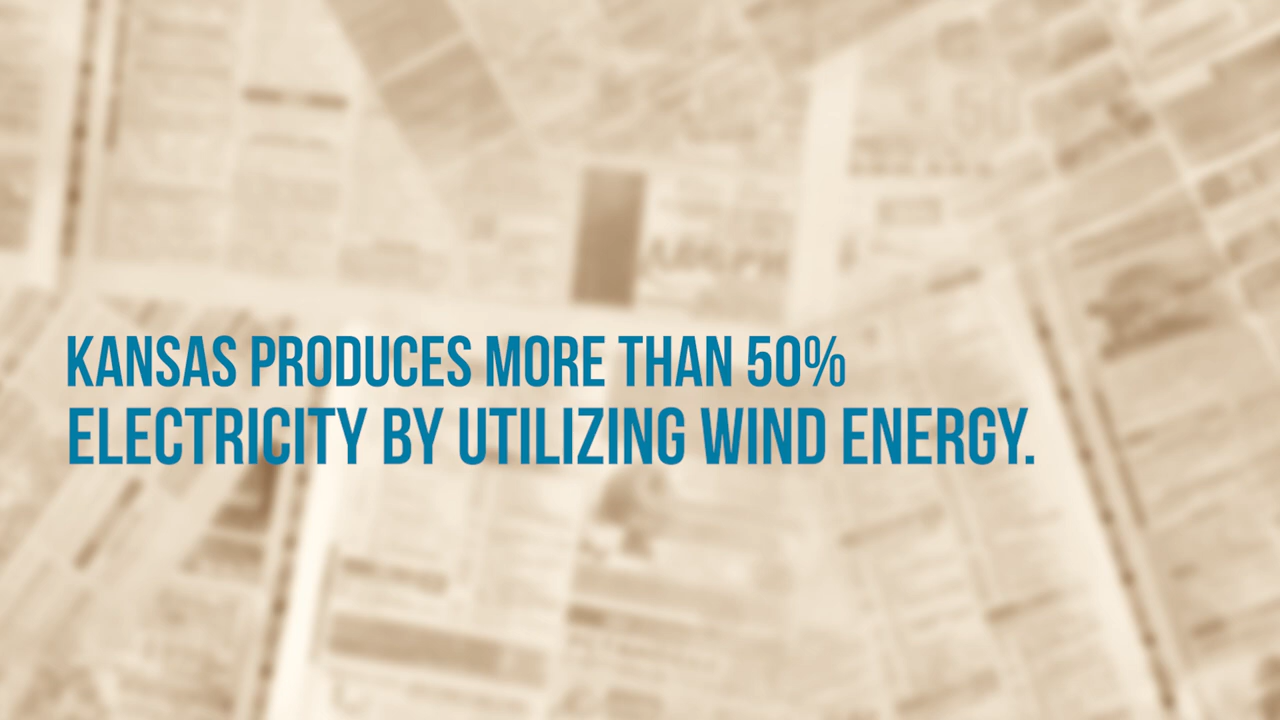 KANSAS PRODUCES MORE THAN 50%
ELECTRICITY BY UTILIZING WIND ENERGY.